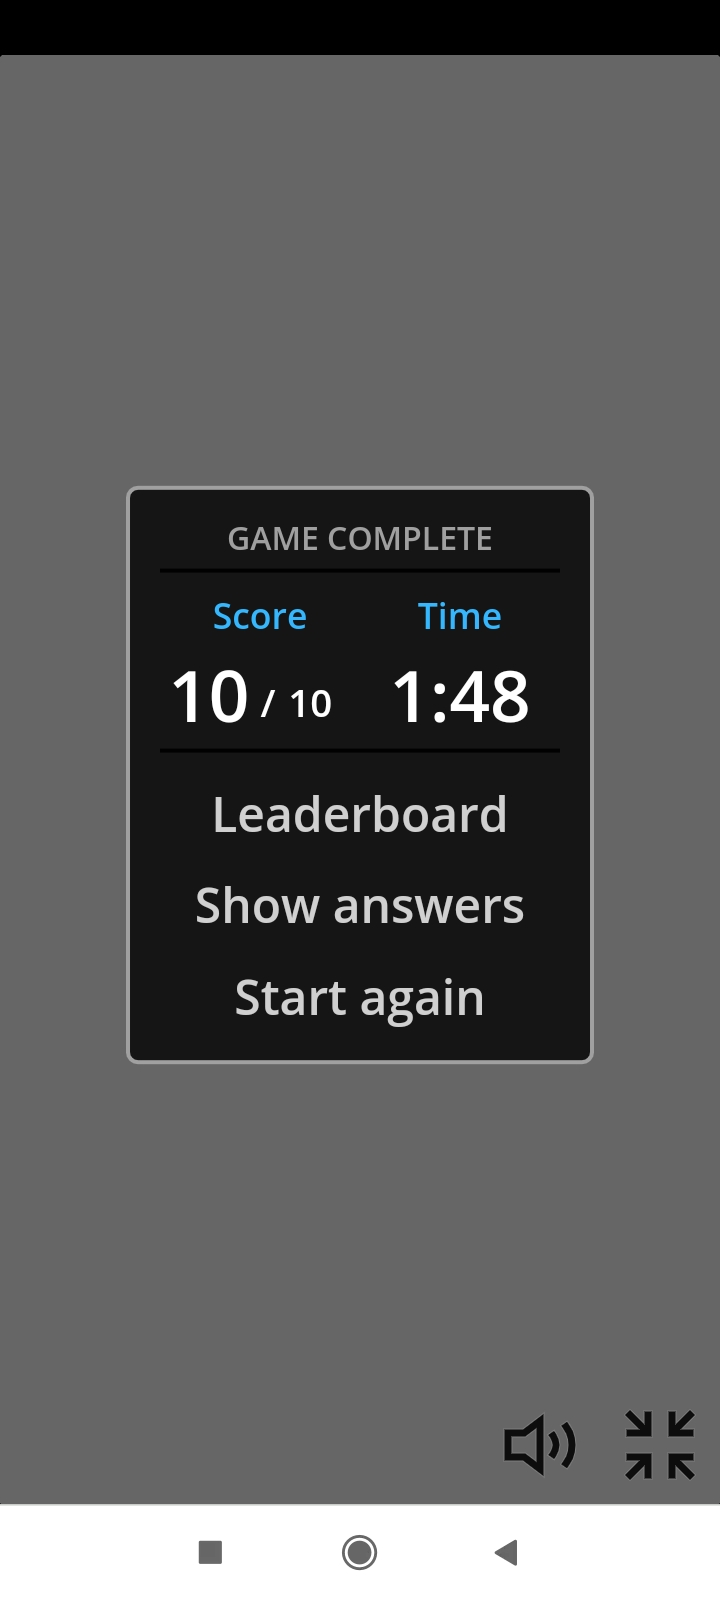 GAME COMPLETE
Score Time
10 / 10 1:48
Leaderboard
Show answers
Start again